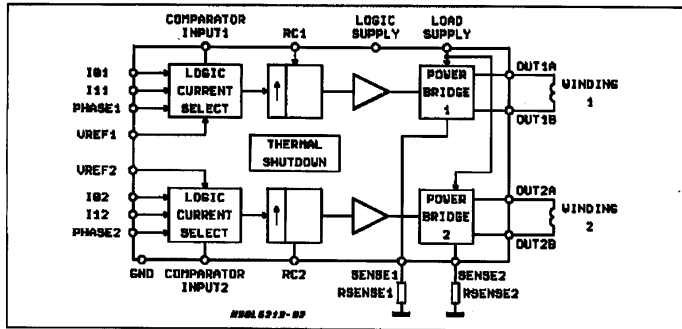 COMPARATOR
INPUT1
RC1
LOGIC
SUPPLY
LOAD
SUPPLY
I01
I11
PHASE1
VREF1
LOGIC
CURRENT
SELECT
POWER
BRIDGE
1
OUT1A
OUT1B
WINDING
1
THERMAL
SHUTDOWN
VREF2
I02
I12
PHASE2
LOGIC
CURRENT
SELECT
POWER
BRIDGE
2
OUT2A
OUT2B
WINDING
2
GND
COMPARATOR
INPUT2
RC2
SENSE1
RSENSE1
SENSE2
RSENSE2